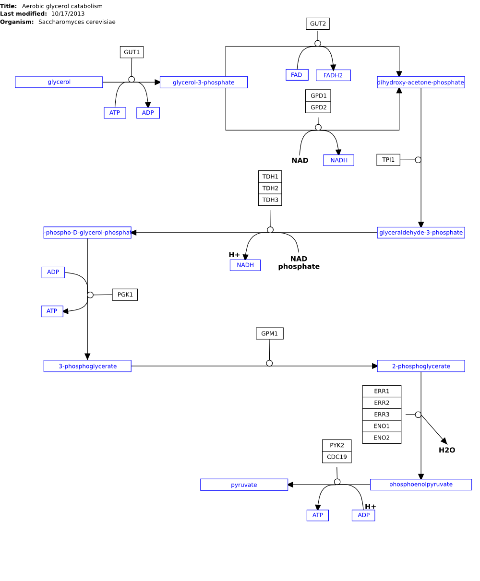 Title: Aerobic glycerol catabolism
Last modified: 10/17/2013
Organism: Saccharomyces cerevisiae
GUT2
GUT1
glycerol
glycerol-3-phosphate
FAD
FADH2
dihydroxy-acetone-phosphate
GPD1
GPD2
ATP
ADP
NAD
NADH
TPI1
TDH1
TDH2
TDH3
phospho-D-glycerol-phosphat
glyceraldehyde-3-phosphate
H+
NADH
NAD
phosphate
ADP
PGK1
ATP
GPM1
3-phosphoglycerate
2-phosphoglycerate
ERR1
ERR2
ERR3
ENO1
ENO2
H2O
PYK2
CDC19
pyruvate
phosphoenolpyruvate
H+
ATP
ADP